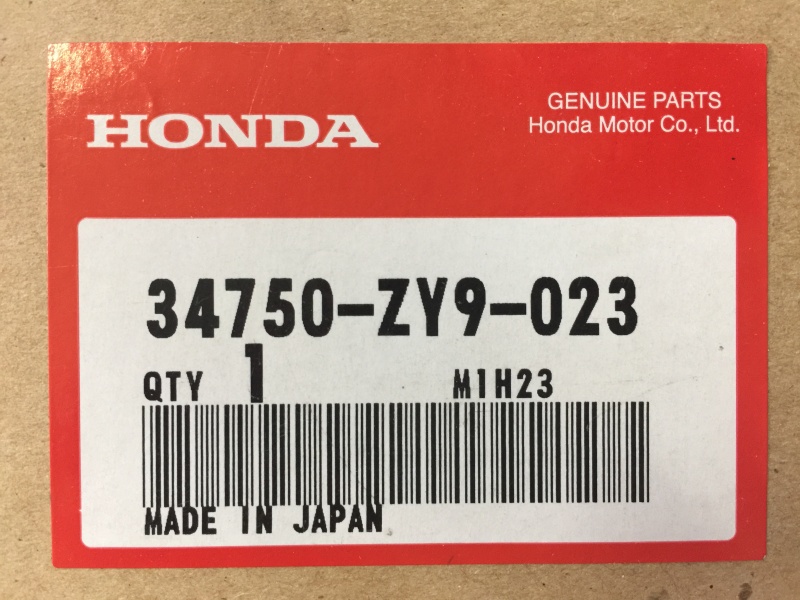 HONDA
GENUINE PARTS
Honda Motor Co., Ltd.
34750-ZY9-023
QTY 1 M1H23
MADE IN JAPAN